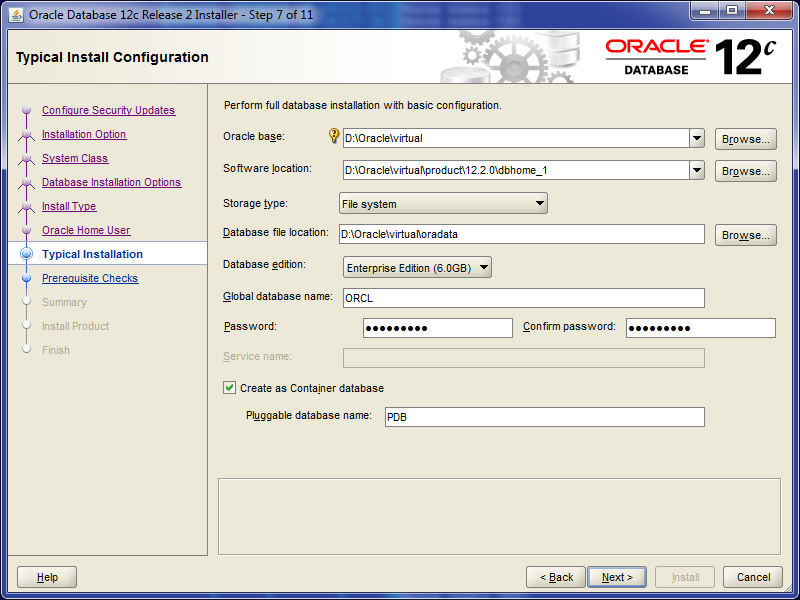 Oracle Database 12c Release 2 Installer - Step 7 of 11
Typical Install Configuration
ORACLE®
DATABASE
12c
Configure Security Updates
Installation Option
System Class
Database Installation Options
Install Type
Oracle Home User
Typical Installation
Prerequisite Checks
Summary
Install Product
Finish
Perform full database installation with basic configuration.
Oracle base: D:\Oracle\virtual Browse...
Software location: D:\Oracle\virtual\product\12.2.0\dbhome_1 Browse...
Storage type: File system
Database file location: D:\Oracle\virtual\oradata Browse...
Database edition: Enterprise Edition (6.0GB)
Global database name: ORCL
Password: ●●●●●●●●● Confirm password: ●●●●●●●●●
Service name:
Create as Container database
Pluggable database name: PDB
Help < Back Next > Install Cancel